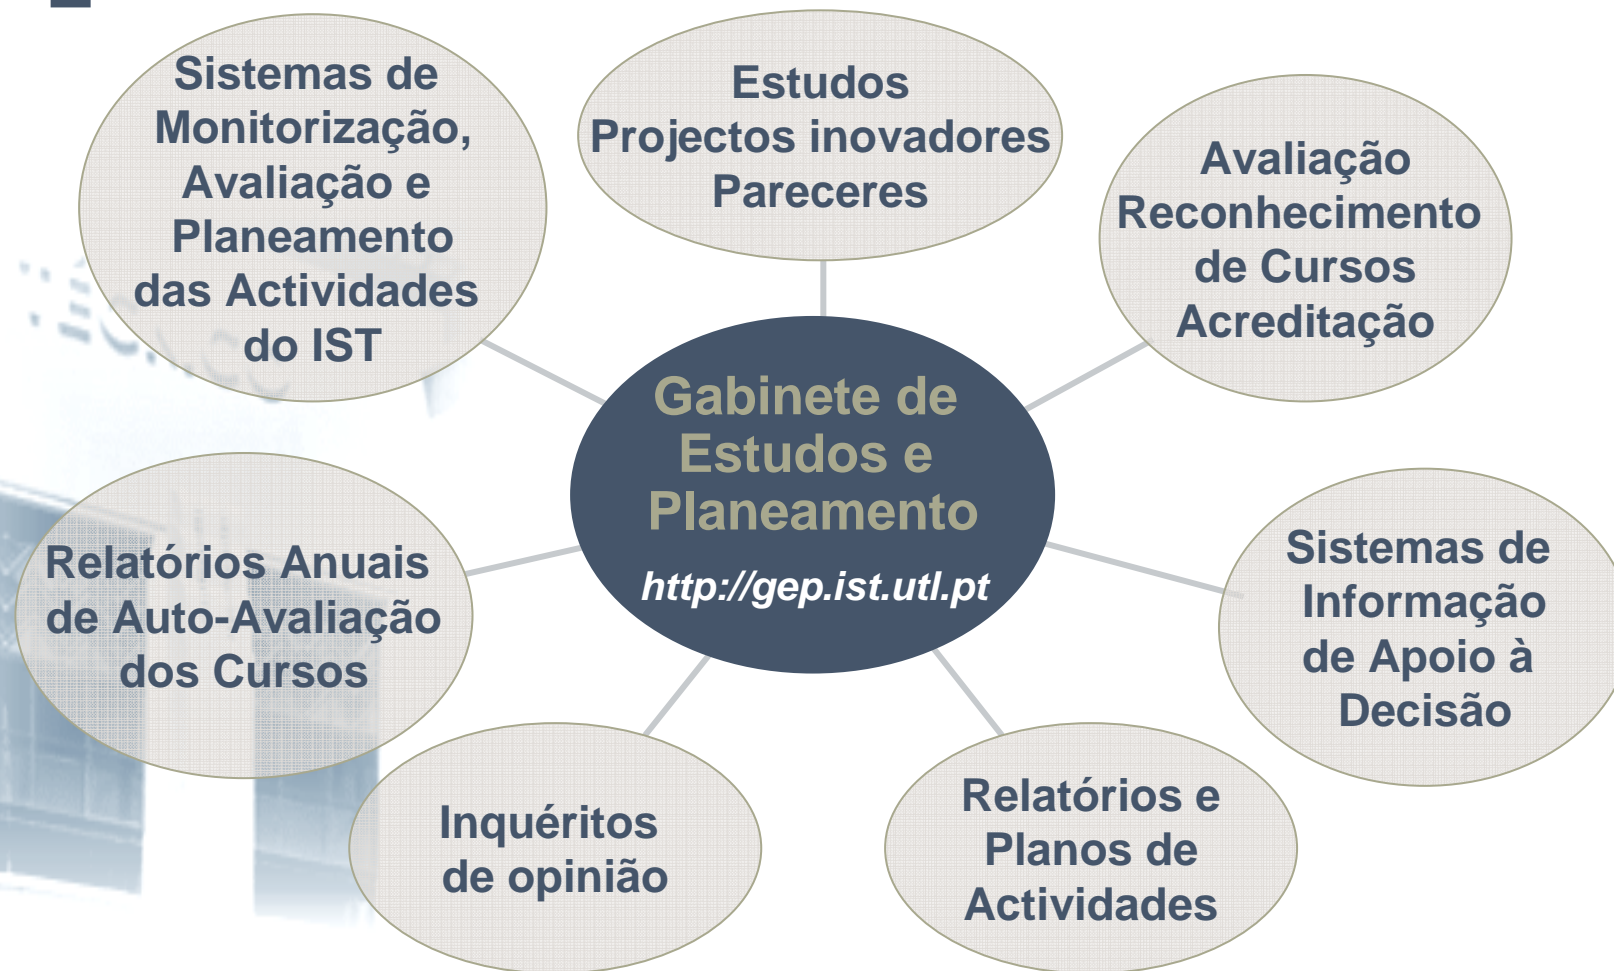 Sistemas de
Monitorização,
Avaliação e
Planeamento
das Actividades
do IST
Estudos
Projectos inovadores
Pareceres
Avaliação
Reconhecimento
de Cursos
Acreditação
Gabinete de
Estudos e
Planeamento
http://gep.ist.utl.pt
Relatórios Anuais
de Auto-Avaliação
dos Cursos
Sistemas de
Informação
de Apoio à
Decisão
Inquéritos
de opinião
Relatórios e
Planos de
Actividades